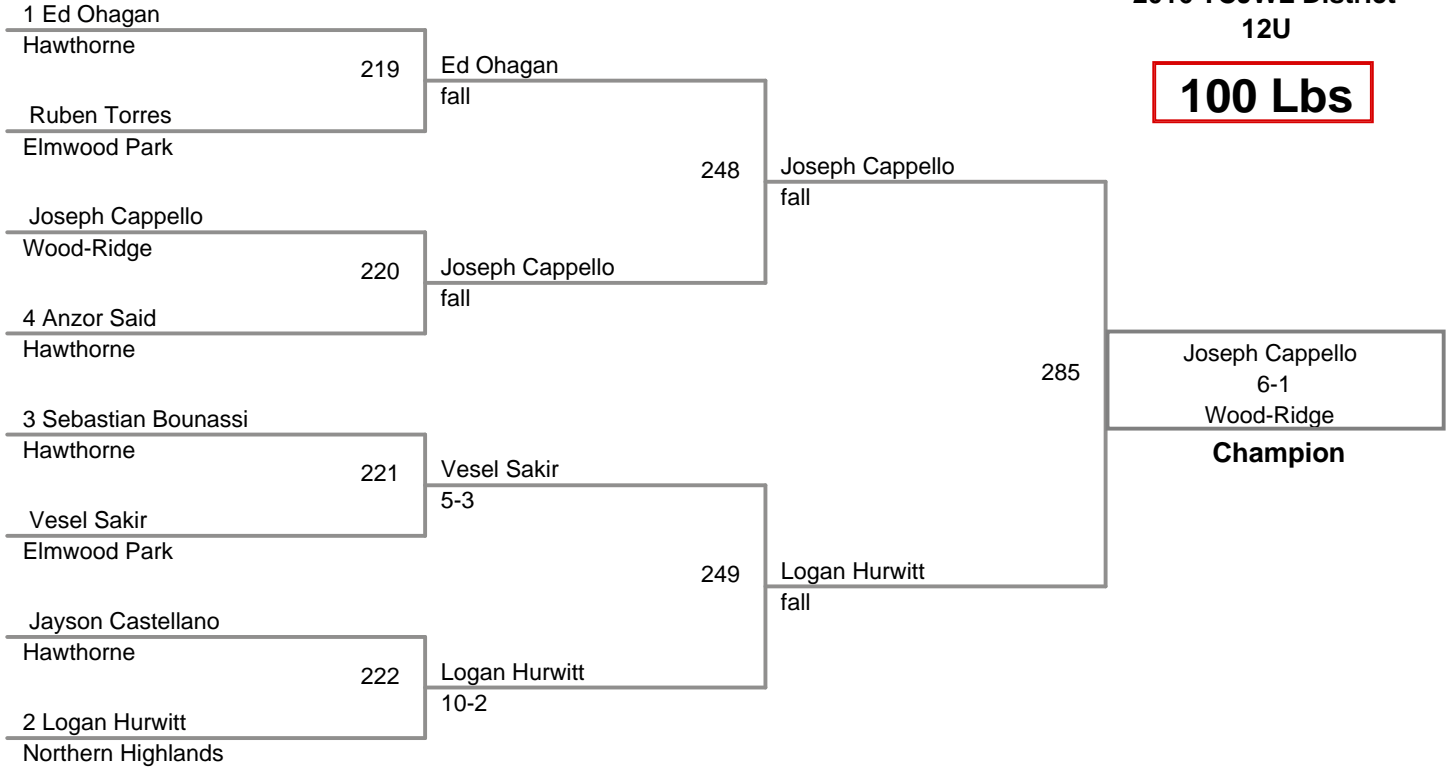 1 Ed Ohagan
Hawthorne
219
Ruben Torres
Elmwood Park
Ed Ohagan
fall
Joseph Cappello
Wood-Ridge
220
4 Anzor Said
Hawthorne
Joseph Cappello
fall
248
Joseph Cappello
fall
3 Sebastian Bounassi
Hawthorne
221
Vesel Sakir
Elmwood Park
Vesel Sakir
5-3
Jayson Castellano
Hawthorne
222
2 Logan Hurwitt
Northern Highlands
Logan Hurwitt
10-2
249
Logan Hurwitt
fall
285
Joseph Cappello
6-1
Wood-Ridge
Champion
District
12U
100 Lbs